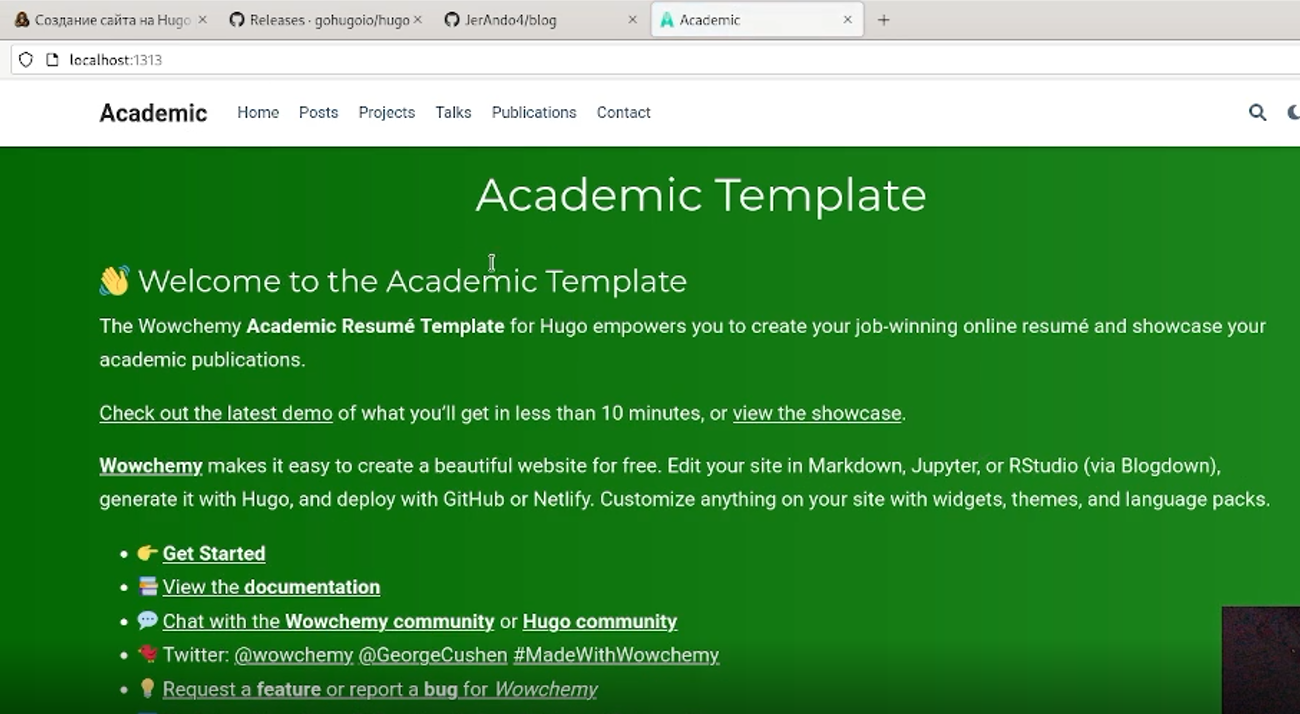 Создание сайта на Hugo
Releases · gohugoio/hugo
JerAndo4/blog
Academic
localhost:1313
Academic
Home
Posts
Projects
Talks
Publications
Contact
Academic Template
👋 Welcome to the Academic Template
The Wowchemy Academic Resumé Template for Hugo empowers you to create your job-winning online resumé and showcase your
academic publications.
Check out the latest demo of what you’ll get in less than 10 minutes, or view the showcase.
Wowchemy makes it easy to create a beautiful website for free. Edit your site in Markdown, Jupyter, or RStudio (via Blogdown),
generate it with Hugo, and deploy with GitHub or Netlify. Customize anything on your site with widgets, themes, and language packs.
• 👉 Get Started
• 📚 View the documentation
• 💬 Chat with the Wowchemy community or Hugo community
• 🐦 Twitter: @wowchemy @GeorgeCushen #MadeWithWowchemy
• 💡 Request a feature or report a bug for Wowchemy